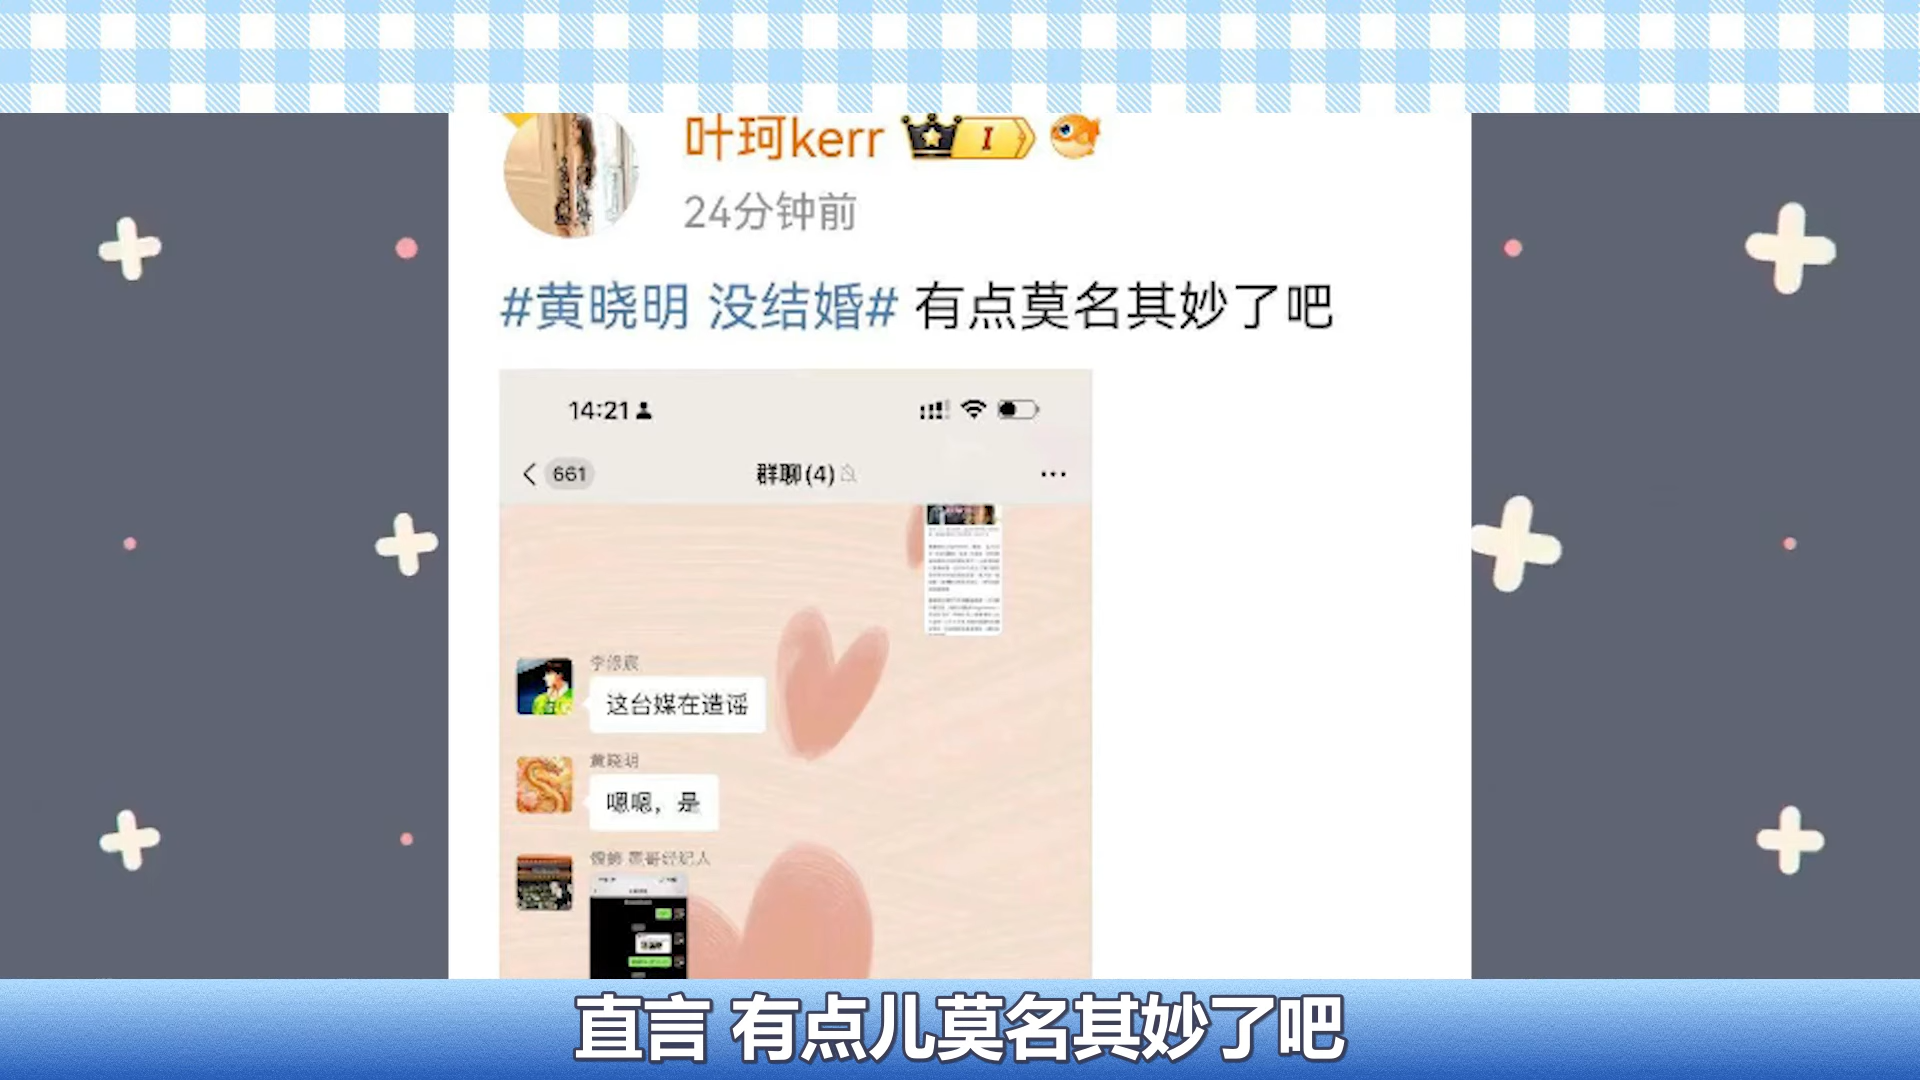 叶珂kerr I
24分钟前
#黄晓明 没结婚# 有点莫名其妙了吧
14:21
661
群聊(4)
这台媒在造谣
黄晓明
嗯嗯，是
直言 有点儿莫名其妙了吧